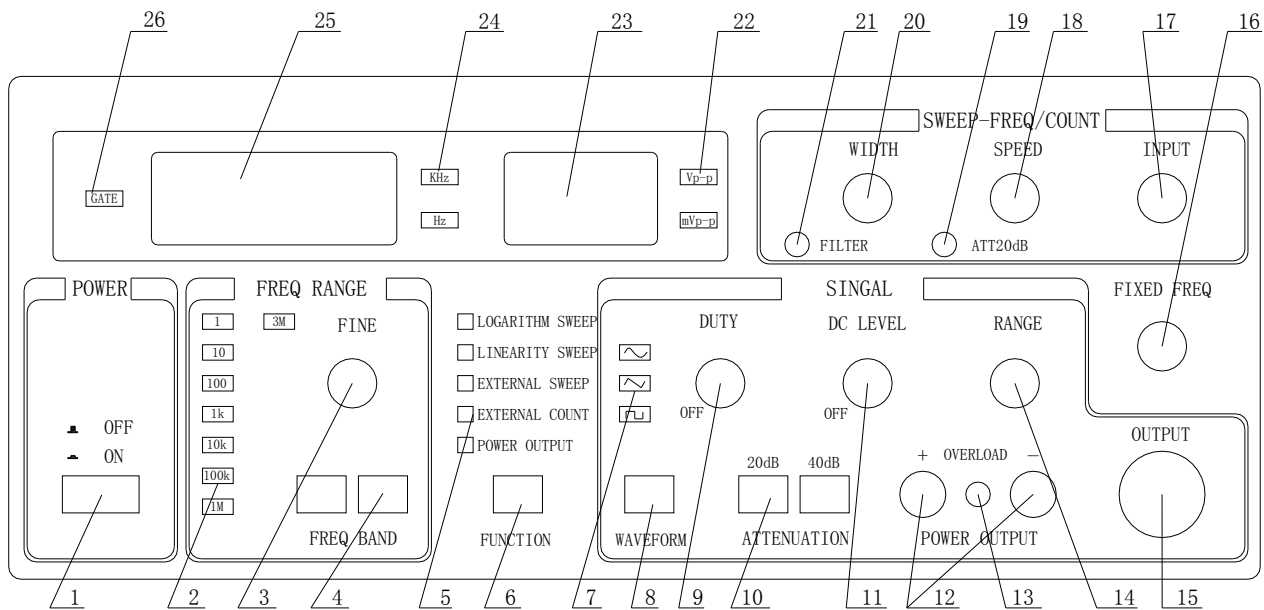 26 25 24 23 22 21 20 19 18 17 16
SWEEP-FREQ/COUNT
WIDTH SPEED INPUT
KHz Vp-p
GATE
Hz mVp-p
FILTER ATT20dB
POWER FREQ RANGE SINGAL FIXED FREQ
1 3M FINE LOGARITHM SWEEP DUTY DC LEVEL RANGE
10 LINEARITY SWEEP
100 EXTERNAL SWEEP
1k EXTERNAL COUNT OFF OFF
OFF 10k POWER OUTPUT OUTPUT
ON 20dB 40dB + OVERLOAD −
100k
1M
FREQ BAND FUNCTION WAVEFORM ATTENUATION POWER OUTPUT
1 2 3 4 5 6 7 8 9 10 11 12 13 14 15